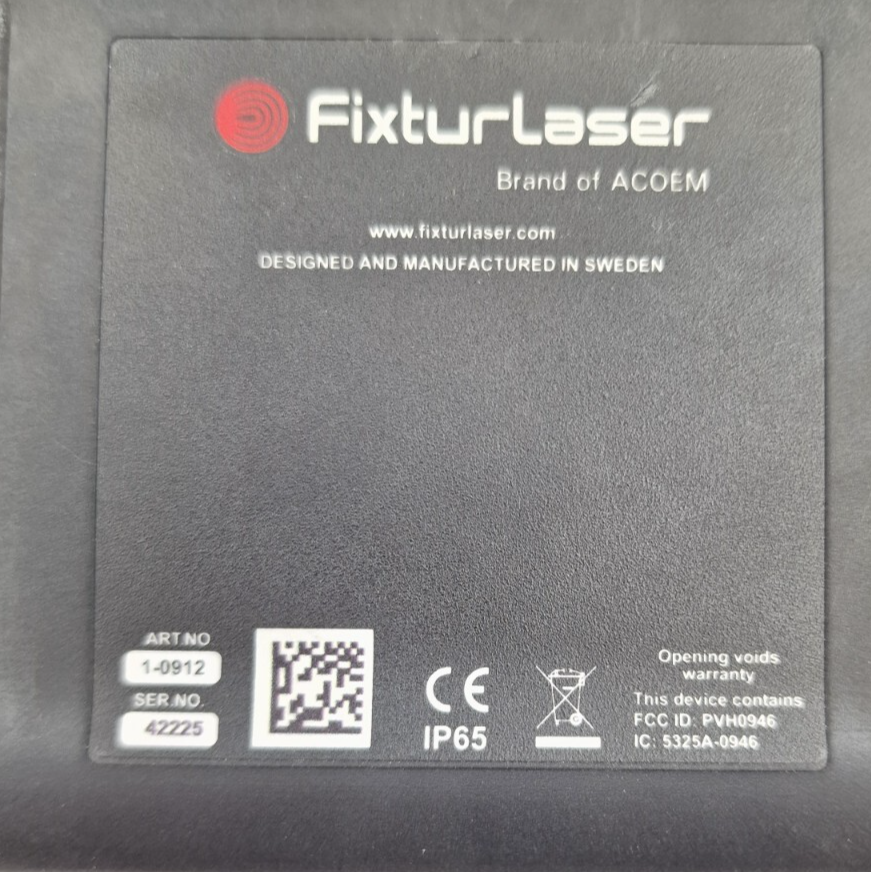 FixturLaser
Brand of ACOEM
www.fixturlaser.com
DESIGNED AND MANUFACTURED IN SWEDEN
ART.NO
1-0912
SER.NO.
42225
CE
IP65
Opening voids
warranty
This device contains
FCC ID: PVH0946
IC: 5325A-0946